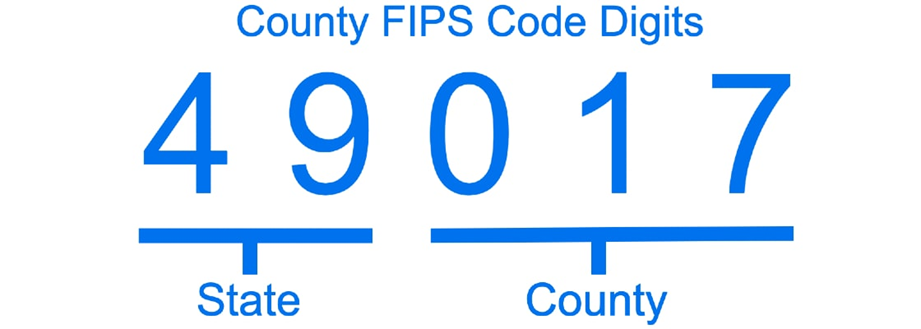 County FIPS Code Digits
4 9 0 1 7
State County